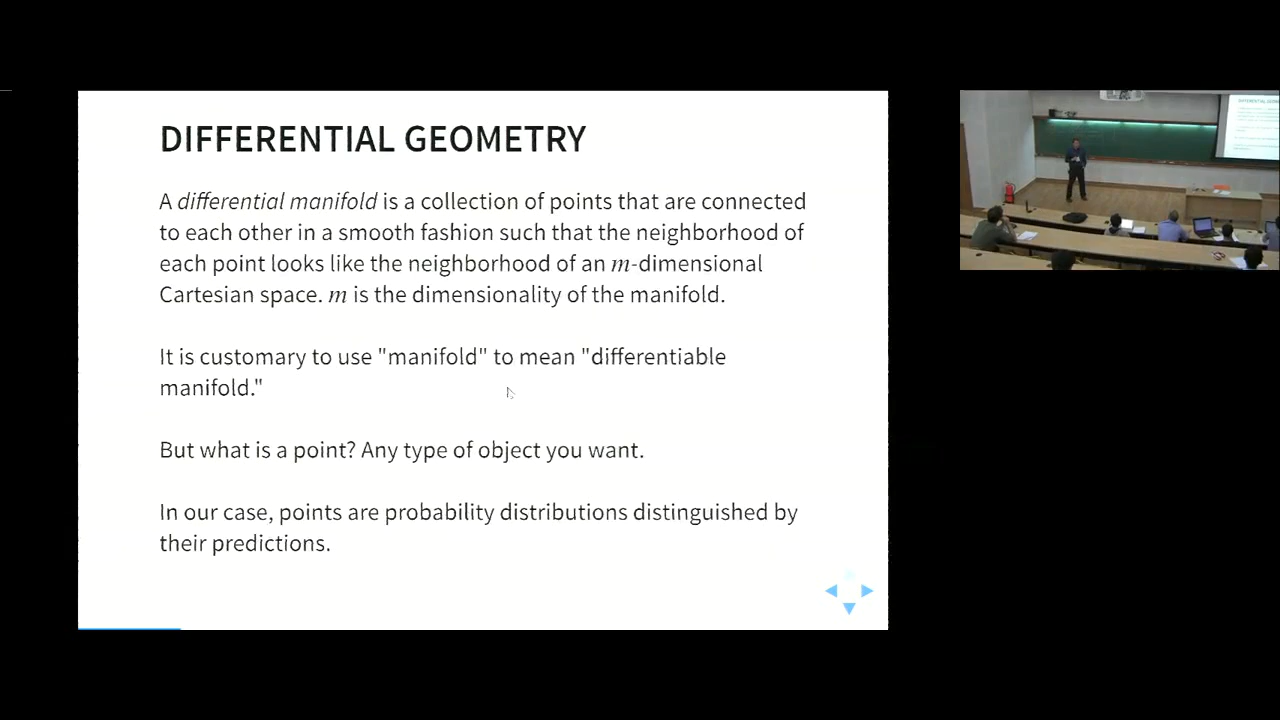 DIFFERENTIAL GEOMETRY
A differential manifold is a collection of points that are connected
to each other in a smooth fashion such that the neighborhood of
each point looks like the neighborhood of an m-dimensional
Cartesian space. m is the dimensionality of the manifold.
It is customary to use "manifold" to mean "differentiable
manifold."
But what is a point? Any type of object you want.
In our case, points are probability distributions distinguished by
their predictions.